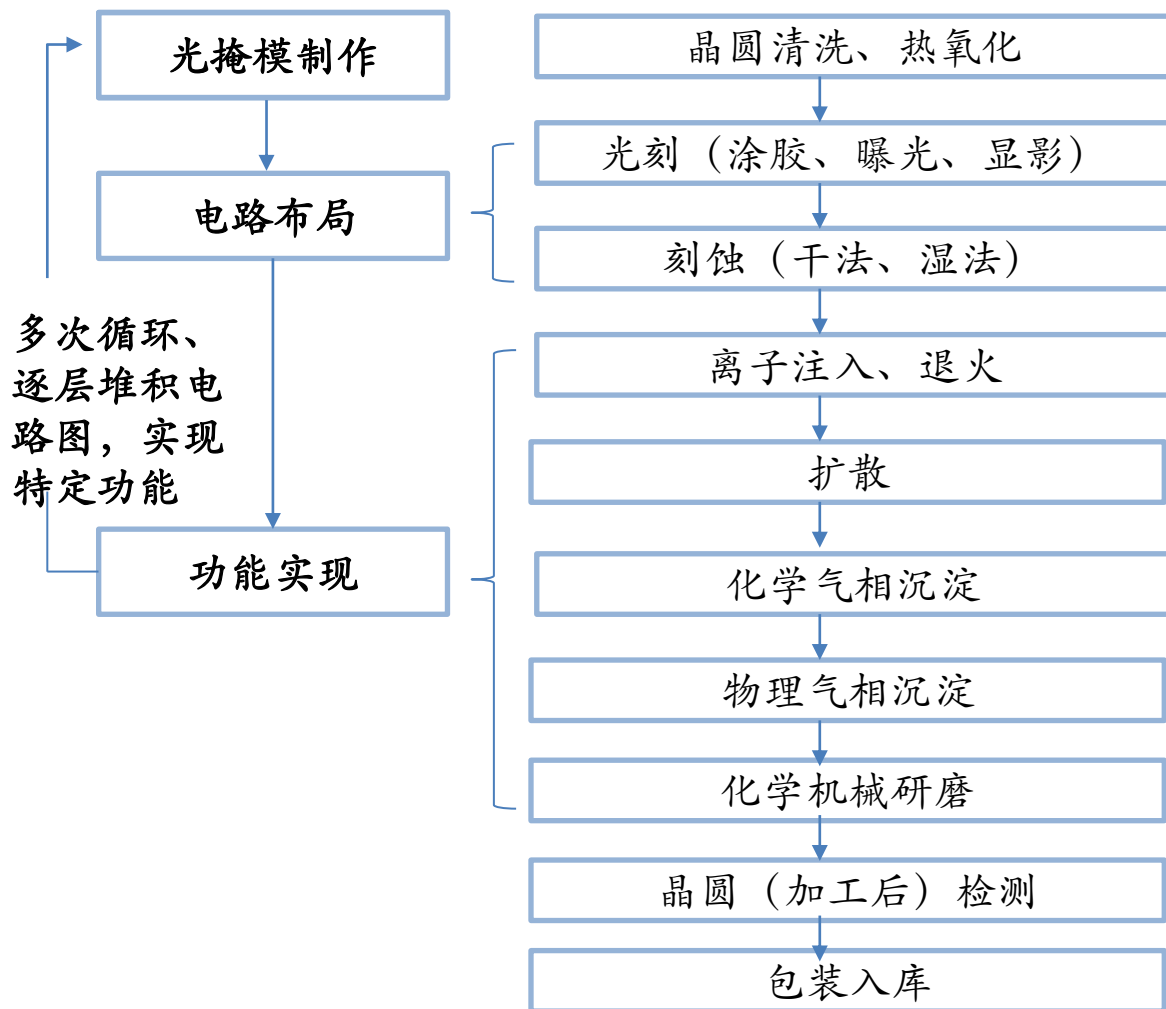 光掩模制作
电路布局
多次循环、
逐层堆积电
路图，实现
特定功能
功能实现
晶圆清洗、热氧化
光刻（涂胶、曝光、显影）
刻蚀（干法、湿法）
离子注入、退火
扩散
化学气相沉淀
物理气相沉淀
化学机械研磨
晶圆（加工后）检测
包装入库